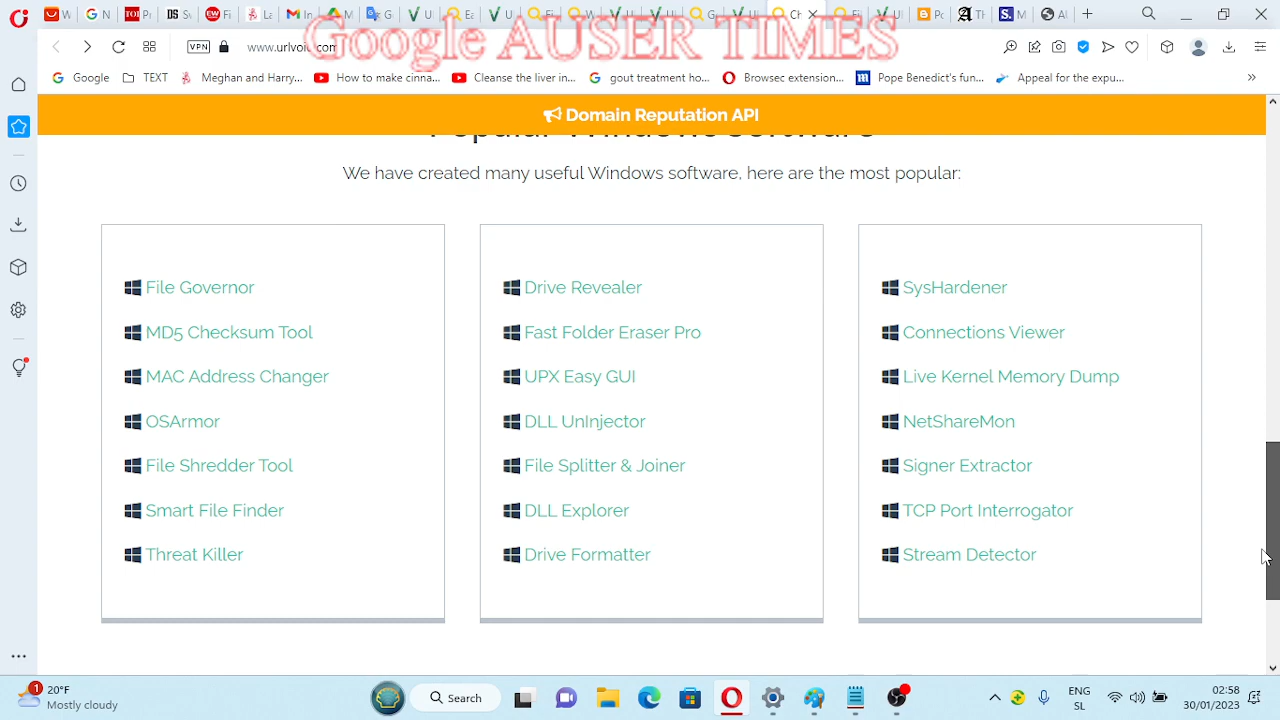 Google AUSER TIMES
VPN www.urlvoid.com
Google TEXT Meghan and Harry... How to make cinna... Cleanse the liver in... gout treatment ho... Browsec extension... Pope Benedict's fun... Appeal for the expu...
Domain Reputation API
Popular Windows Software
We have created many useful Windows software, here are the most popular:
File Governor
MD5 Checksum Tool
MAC Address Changer
OSArmor
File Shredder Tool
Smart File Finder
Threat Killer
Drive Revealer
Fast Folder Eraser Pro
UPX Easy GUI
DLL UnInjector
File Splitter & Joiner
DLL Explorer
Drive Formatter
SysHardener
Connections Viewer
Live Kernel Memory Dump
NetShareMon
Signer Extractor
TCP Port Interrogator
Stream Detector
1 20°F
Mostly cloudy
Search
ENG
SL
02:58
30/01/2023